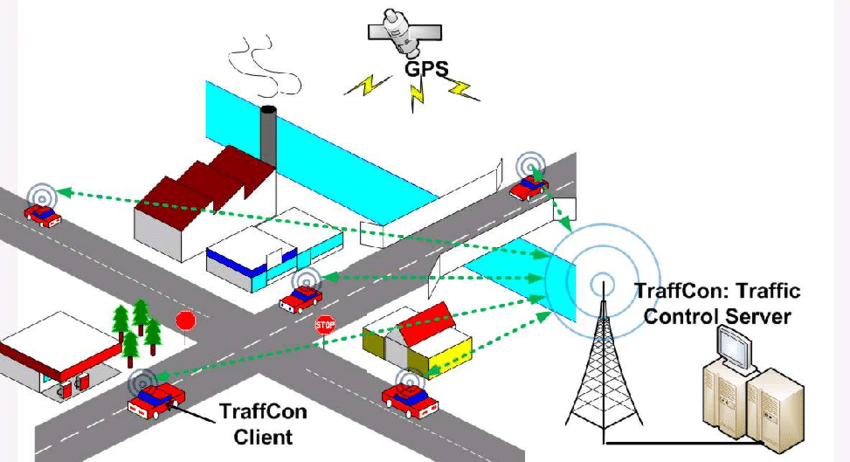 GPS
STOP
TraffCon: Traffic
Control Server
TraffCon
Client